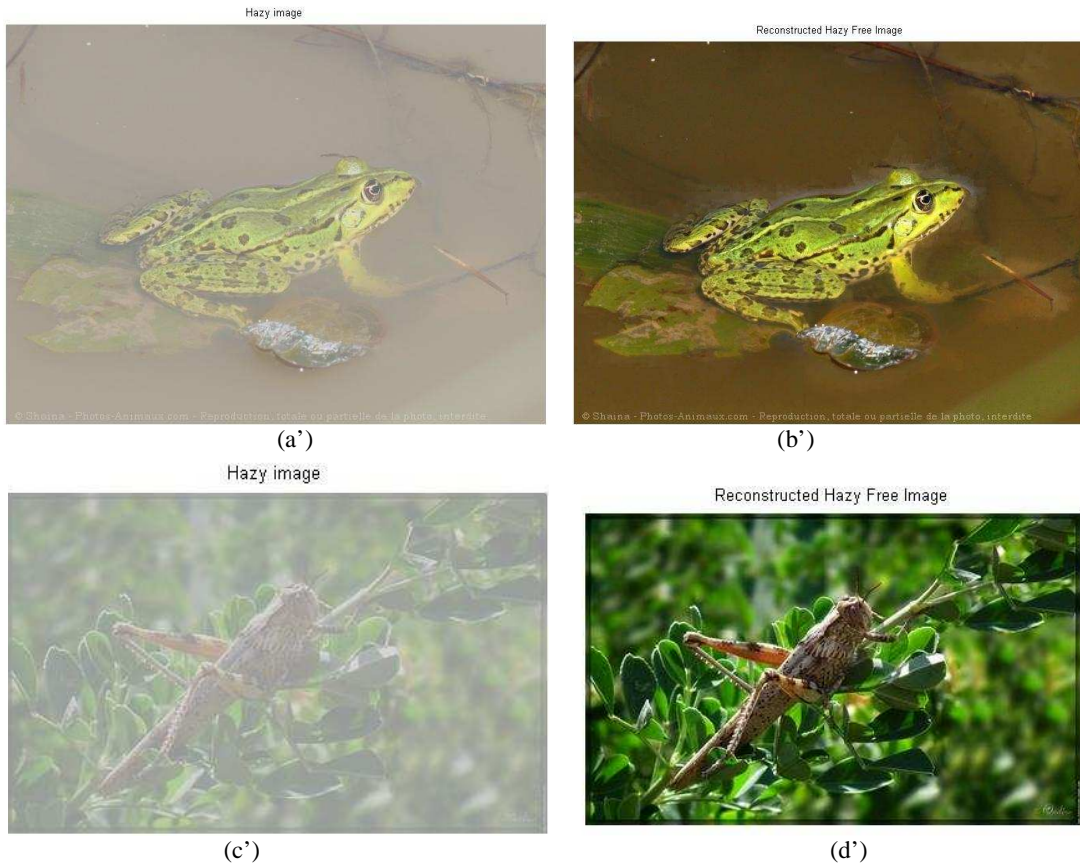 Hazy image
Reconstructed Hazy Free Image
© Shaina - Photos-Animaux.com - Reproduction, totale ou partielle de la photo, interdite
© Shaina - Photos-Animaux.com - Reproduction, totale ou partielle de la photo, interdite
(a’)
(b’)
Hazy image
Reconstructed Hazy Free Image
(c’)
(d’)